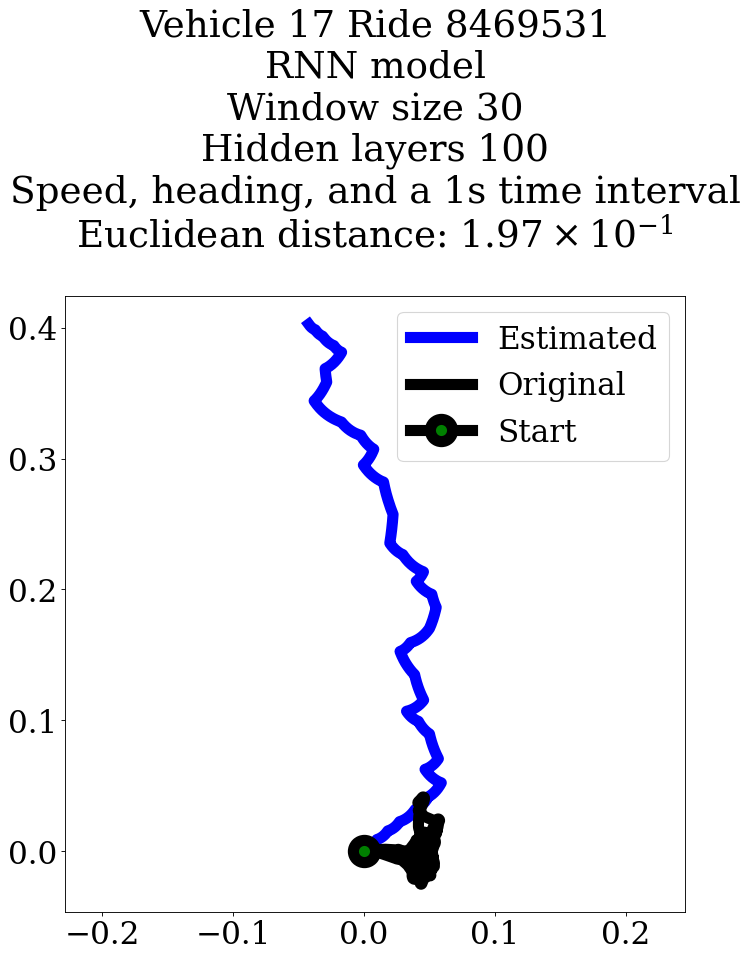 Vehicle 17 Ride 8469531
RNN model
Window size 30
Hidden layers 100
Speed, heading, and a 1s time interval
Euclidean distance: 1.97 × 10⁻¹
Estimated
Original
Start
0.4
0.3
0.2
0.1
0.0
−0.2 −0.1 0.0 0.1 0.2